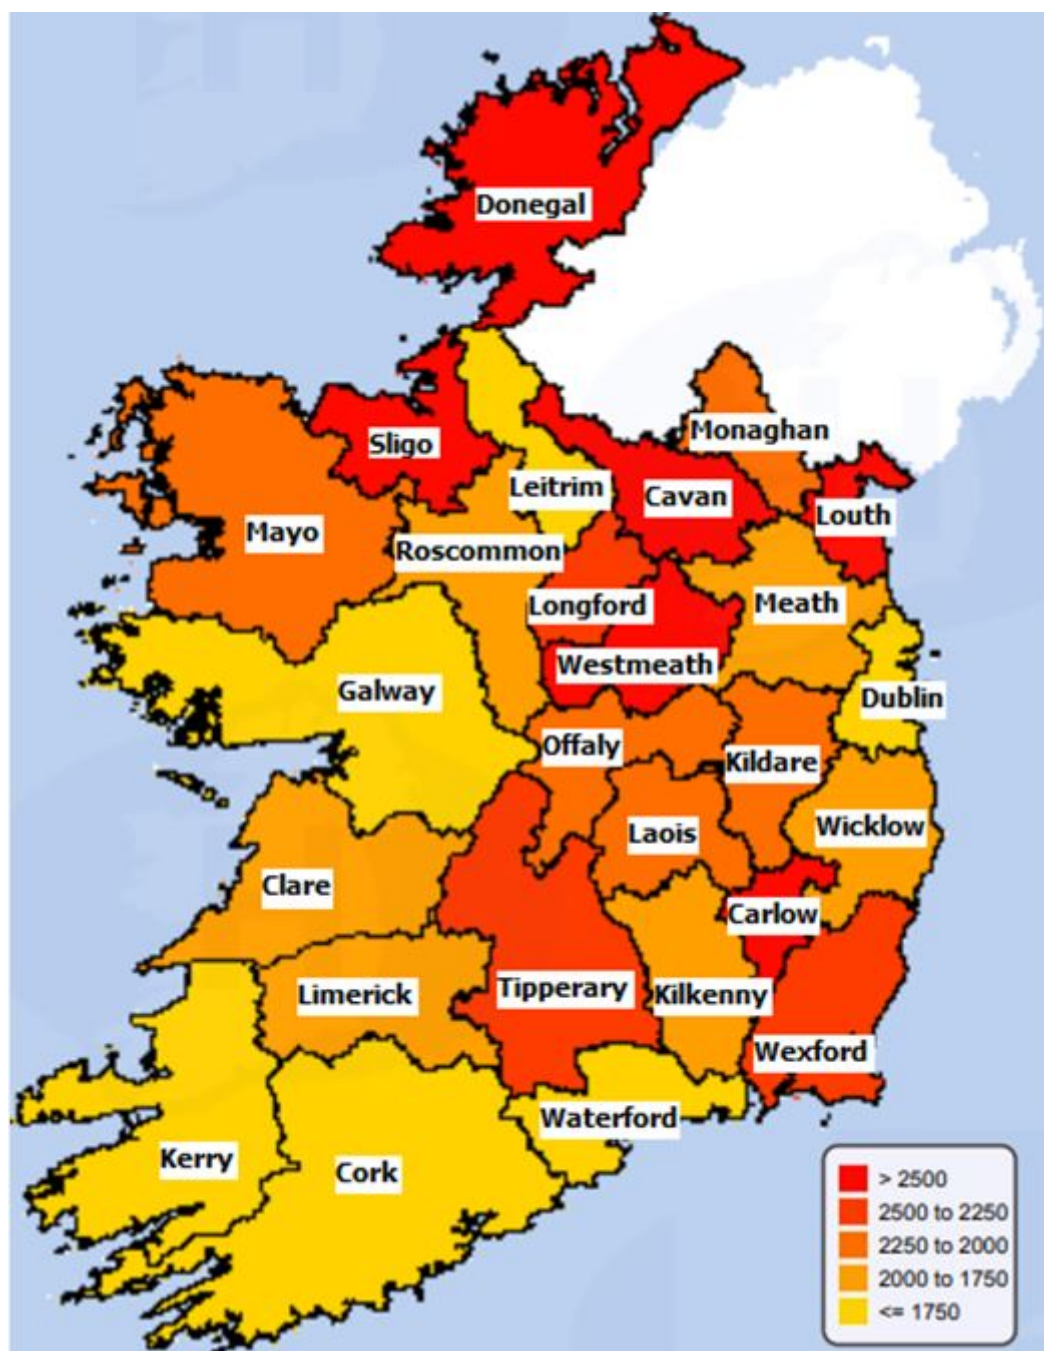 Donegal
Monaghan
Sligo
Leitrim
Cavan
Louth
Mayo
Roscommon
Longford
Meath
Westmeath
Galway
Dublin
Offaly
Kildare
Laois
Wicklow
Clare
Carlow
Limerick
Tipperary
Kilkenny
Wexford
Waterford
Kerry
Cork
> 2500
2500 to 2250
2250 to 2000
2000 to 1750
<= 1750